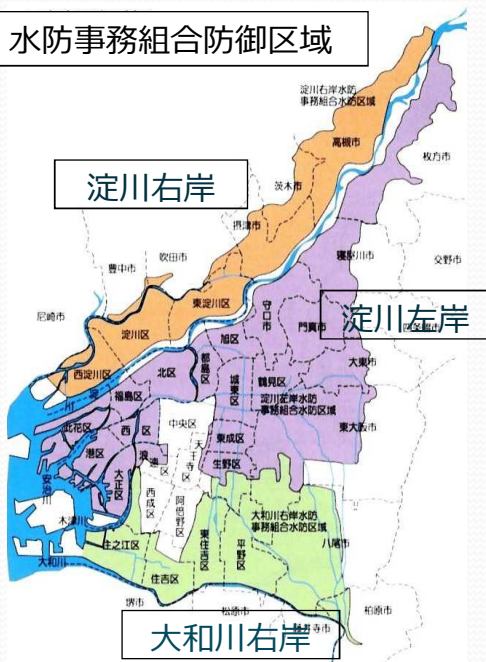 水防事務組合防御区域
淀川右岸水防
事務組合水防区域
高槻市
枚方市
淀川右岸
茨木市
摂津市
吹田市
豊中市
寝屋川市
交野市
尼崎市
東淀川区
守口市
淀川区
旭区
門真市
淀川左岸
西淀川区
北区
都島区
大東市
福島区
城東区
鶴見区
淀川左岸水防
事務組合水防区域
此花区
西区
中央区
東大阪市
港区
浪速区
天王寺区
東成区
大正区
生野区
安治川
西成区
阿倍野区
木津川
大和川右岸水防
事務組合水防区域
東住吉区
平野区
八尾市
住之江区
大和川
住吉区
堺市
松原市
柏原市
大和川右岸